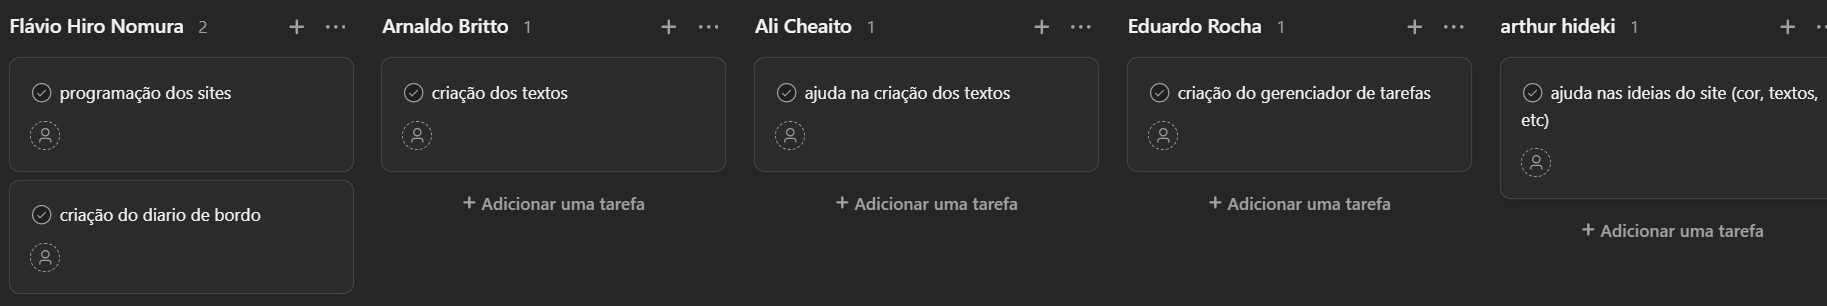 Flávio Hiro Nomura 2
programação dos sites
criação do diario de bordo
Arnaldo Britto 1
criação dos textos
+ Adicionar uma tarefa
Ali Cheaito 1
ajuda na criação dos textos
+ Adicionar uma tarefa
Eduardo Rocha 1
criação do gerenciador de tarefas
+ Adicionar uma tarefa
arthur hideki 1
ajuda nas ideias do site (cor, textos,
etc)
+ Adicionar uma tarefa